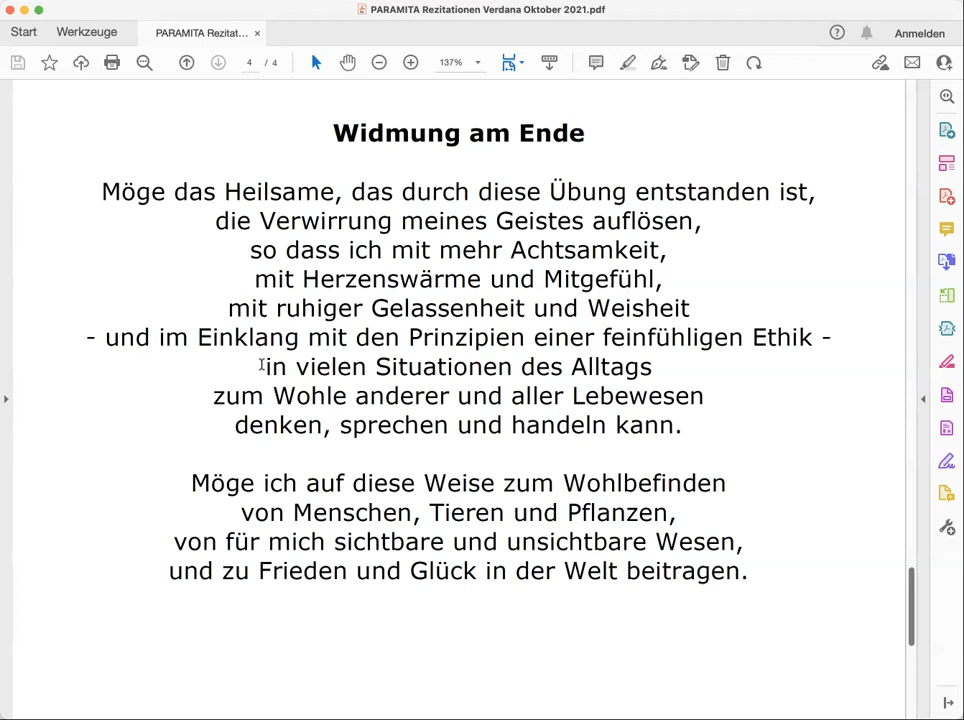 PARAMITA Rezitationen Verdana Oktober 2021.pdf
Start Werkzeuge PARAMITA Rezitat... × Anmelden
4 / 4 137%
Widmung am Ende
Möge das Heilsame, das durch diese Übung entstanden ist,
die Verwirrung meines Geistes auflösen,
so dass ich mit mehr Achtsamkeit,
mit Herzenswärme und Mitgefühl,
mit ruhiger Gelassenheit und Weisheit
- und im Einklang mit den Prinzipien einer feinfühligen Ethik -
in vielen Situationen des Alltags
zum Wohle anderer und aller Lebewesen
denken, sprechen und handeln kann.
Möge ich auf diese Weise zum Wohlbefinden
von Menschen, Tieren und Pflanzen,
von für mich sichtbare und unsichtbare Wesen,
und zu Frieden und Glück in der Welt beitragen.